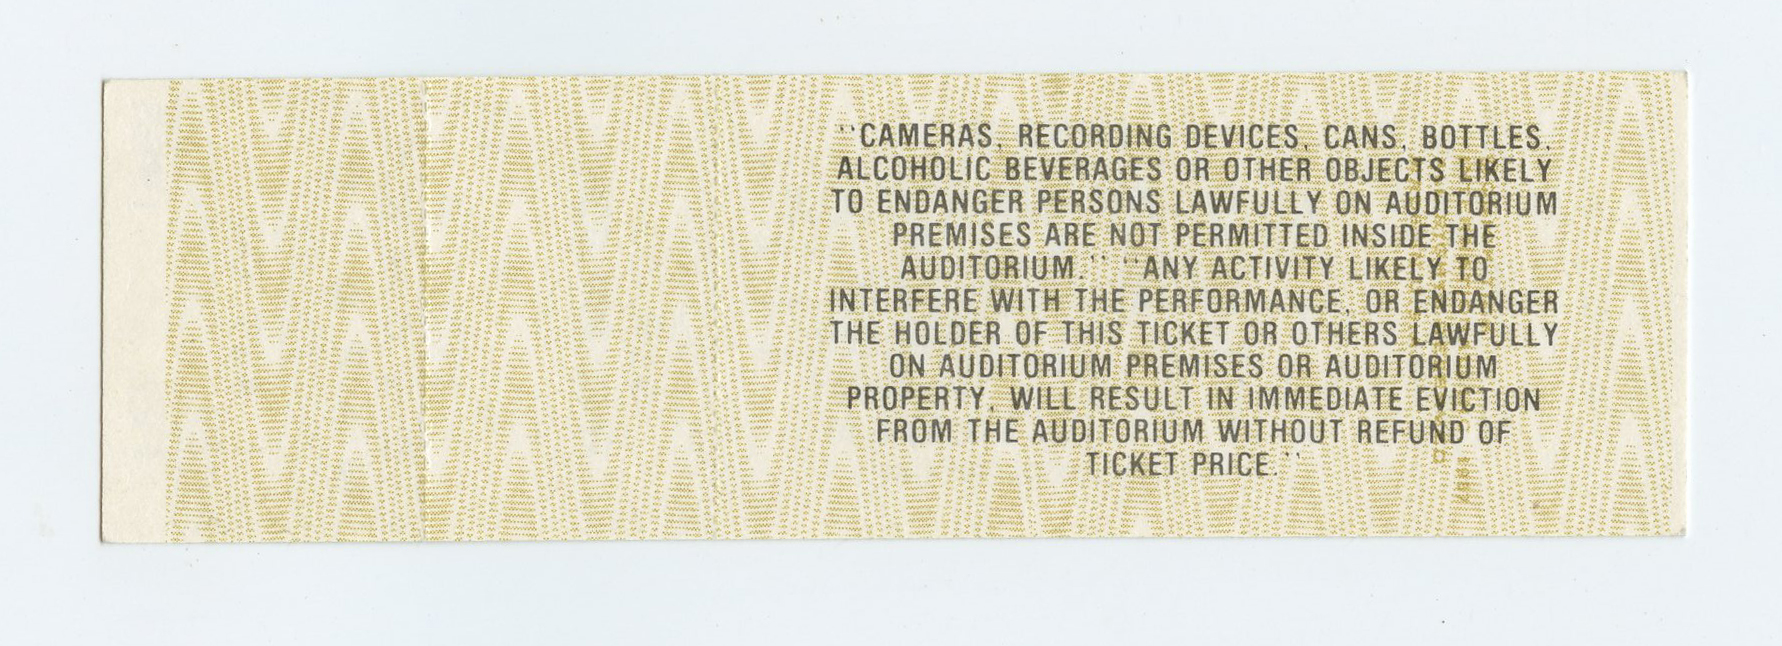 "CAMERAS, RECORDING DEVICES, CANS, BOTTLES,
ALCOHOLIC BEVERAGES OR OTHER OBJECTS LIKELY
TO ENDANGER PERSONS LAWFULLY ON AUDITORIUM
PREMISES ARE NOT PERMITTED INSIDE THE
AUDITORIUM." "ANY ACTIVITY LIKELY TO
INTERFERE WITH THE PERFORMANCE, OR ENDANGER
THE HOLDER OF THIS TICKET OR OTHERS LAWFULLY
ON AUDITORIUM PREMISES OR AUDITORIUM
PROPERTY, WILL RESULT IN IMMEDIATE EVICTION
FROM THE AUDITORIUM WITHOUT REFUND OF
TICKET PRICE."